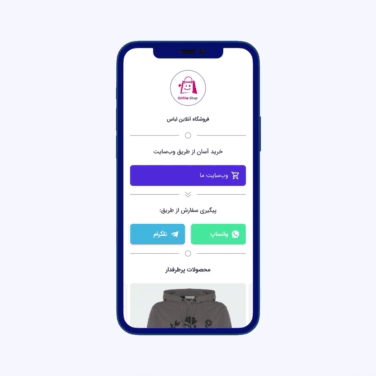 Online Shop
فروشگاه آنلاین لباس
خرید آسان از طریق وب‌سایت
وب‌سایت ما
پیگیری سفارش از طریق:
واتساپ
تلگرام
محصولات پرطرفدار